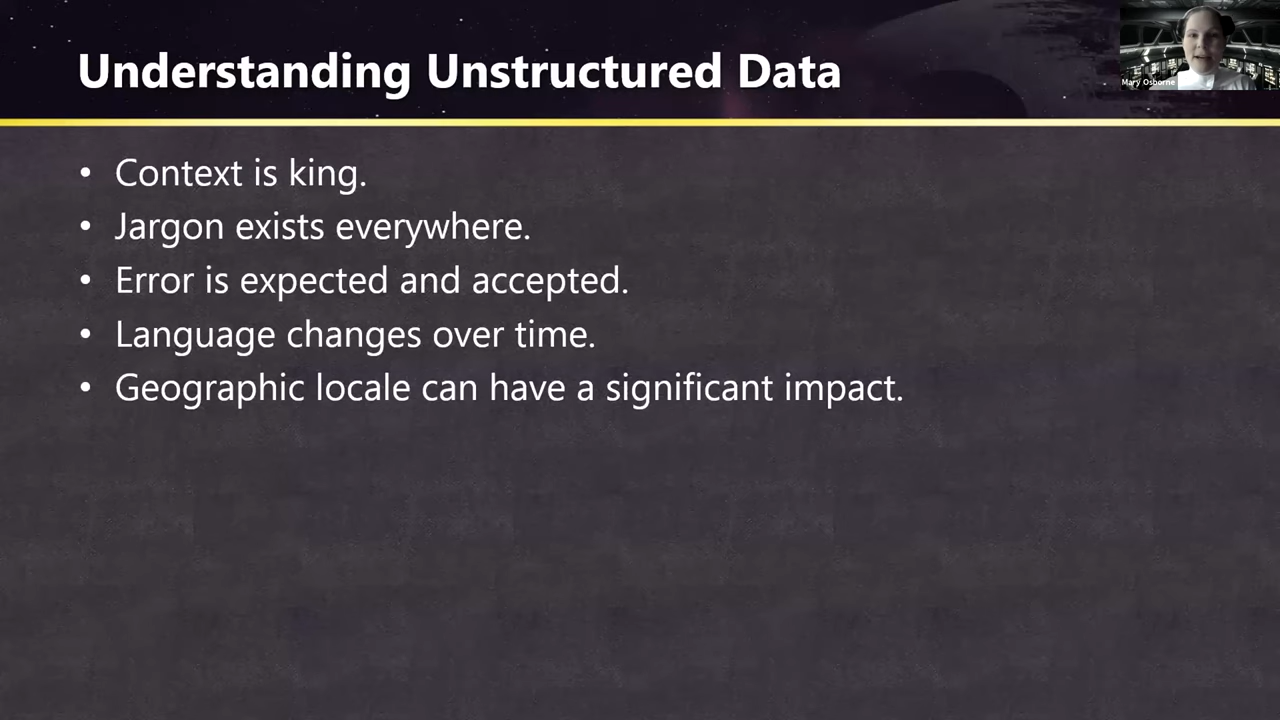 Understanding Unstructured Data
Mary Osborne
• Context is king.
• Jargon exists everywhere.
• Error is expected and accepted.
• Language changes over time.
• Geographic locale can have a significant impact.